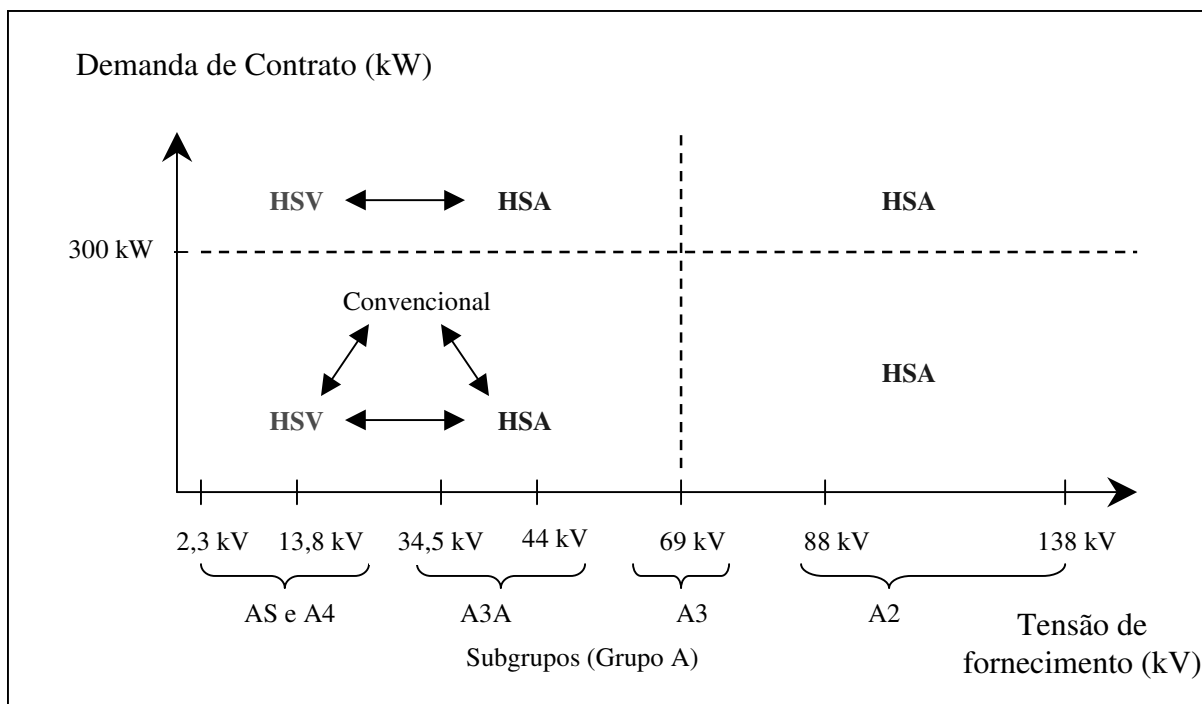 Demanda de Contrato (kW)
HSV HSA HSA
300 kW
Convencional
HSA
HSV HSA
2,3 kV 13,8 kV 34,5 kV 44 kV 69 kV 88 kV 138 kV
AS e A4 A3A A3 A2
Tensão de
fornecimento (kV)
Subgrupos (Grupo A)